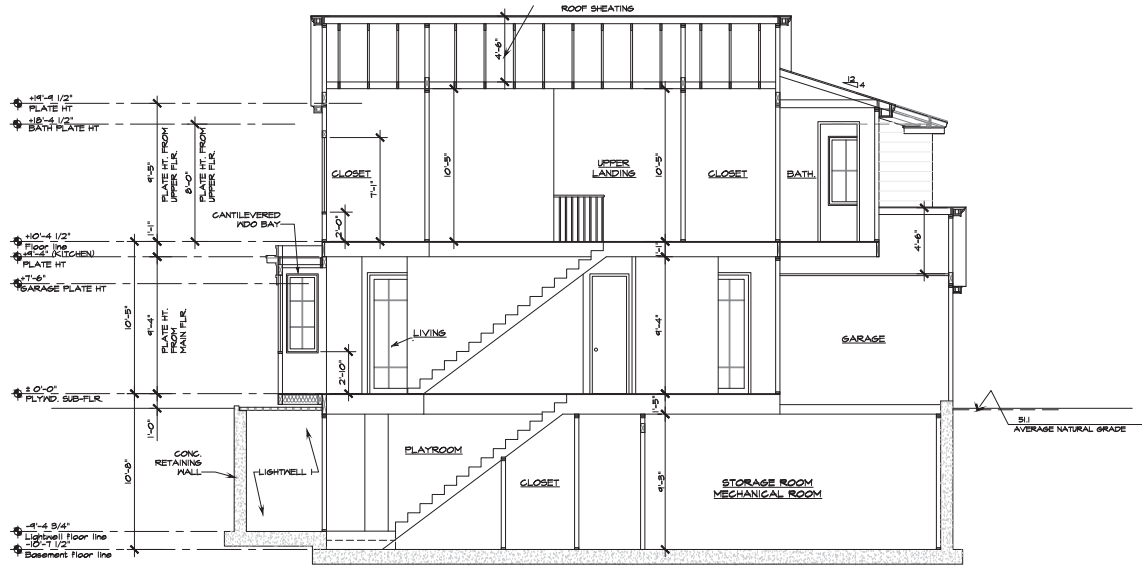 ROOF SHEATING
4'-6"
12
4
+19'-9 1/2"
PLATE HT
+18'-4 1/2"
BATH PLATE HT
9'-5"
PLATE HT. FROM
UPPER FLR.
8'-0"
PLATE HT. FROM
UPPER FLR.
CLOSET
7'-1"
10'-5"
UPPER
LANDING
10'-5"
CLOSET
BATH.
2'-0"
CANTILEVERED
WDO BAY
1'-1"
+10'-4 1/2"
Floor line
+9'-4" (KITCHEN)
PLATE HT
1'-1"
4'-6"
+7'-6"
GARAGE PLATE HT
10'-5"
9'-4"
PLATE HT.
FROM
MAIN FLR.
LIVING
9'-4"
GARAGE
2'-10"
± 0'-0"
PLYWD. SUB-FLR
1'-0"
1'-5"
51.1
AVERAGE NATURAL GRADE
CONC.
RETAINING
WALL
LIGHTWELL
PLAYROOM
CLOSET
10'-8"
9'-3"
STORAGE ROOM
MECHANICAL ROOM
-9'-4 3/4"
Lightwell floor line
-10'-7 1/2"
Basement floor line